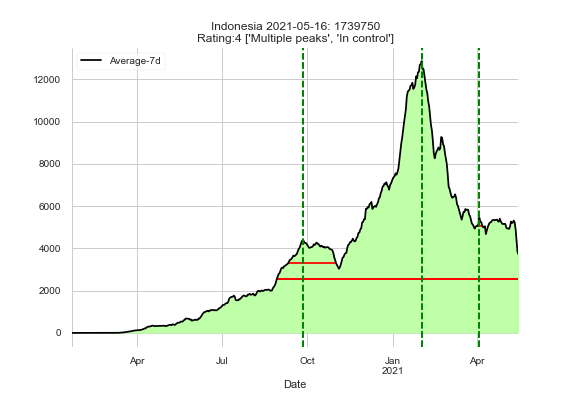 Indonesia 2021-05-16: 1739750
Rating:4 ['Multiple peaks', 'In control']
Average-7d
12000
10000
8000
6000
4000
2000
0
Apr
Jul
Oct
Jan
2021
Apr
Date